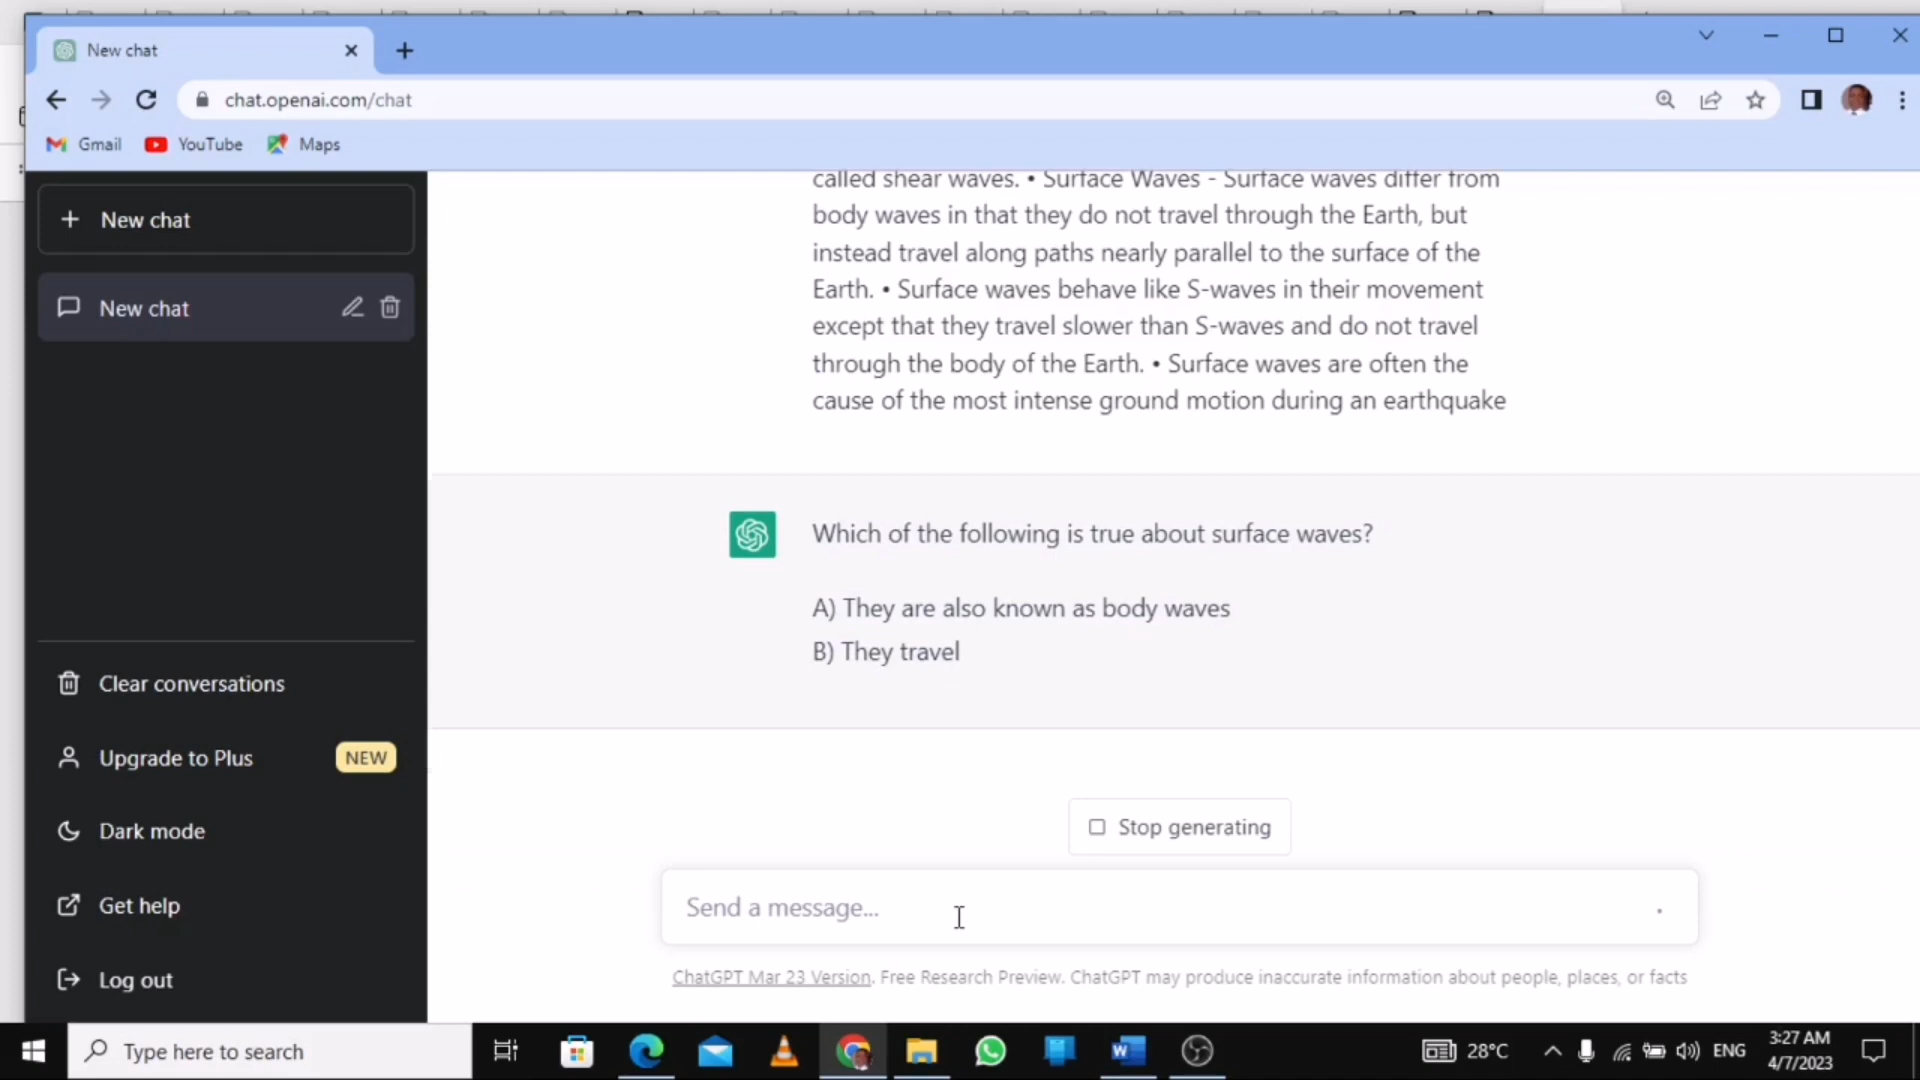 New chat
chat.openai.com/chat
Gmail
YouTube
Maps
New chat
New chat
Clear conversations
Upgrade to Plus
NEW
Dark mode
Get help
Log out
called shear waves. • Surface Waves - Surface waves differ from
body waves in that they do not travel through the Earth, but
instead travel along paths nearly parallel to the surface of the
Earth. • Surface waves behave like S-waves in their movement
except that they travel slower than S-waves and do not travel
through the body of the Earth. • Surface waves are often the
cause of the most intense ground motion during an earthquake
Which of the following is true about surface waves?
A) They are also known as body waves
B) They travel
Stop generating
Send a message...
ChatGPT Mar 23 Version. Free Research Preview. ChatGPT may produce inaccurate information about people, places, or facts
Type here to search
W
28°C
ENG
3:27 AM
4/7/2023